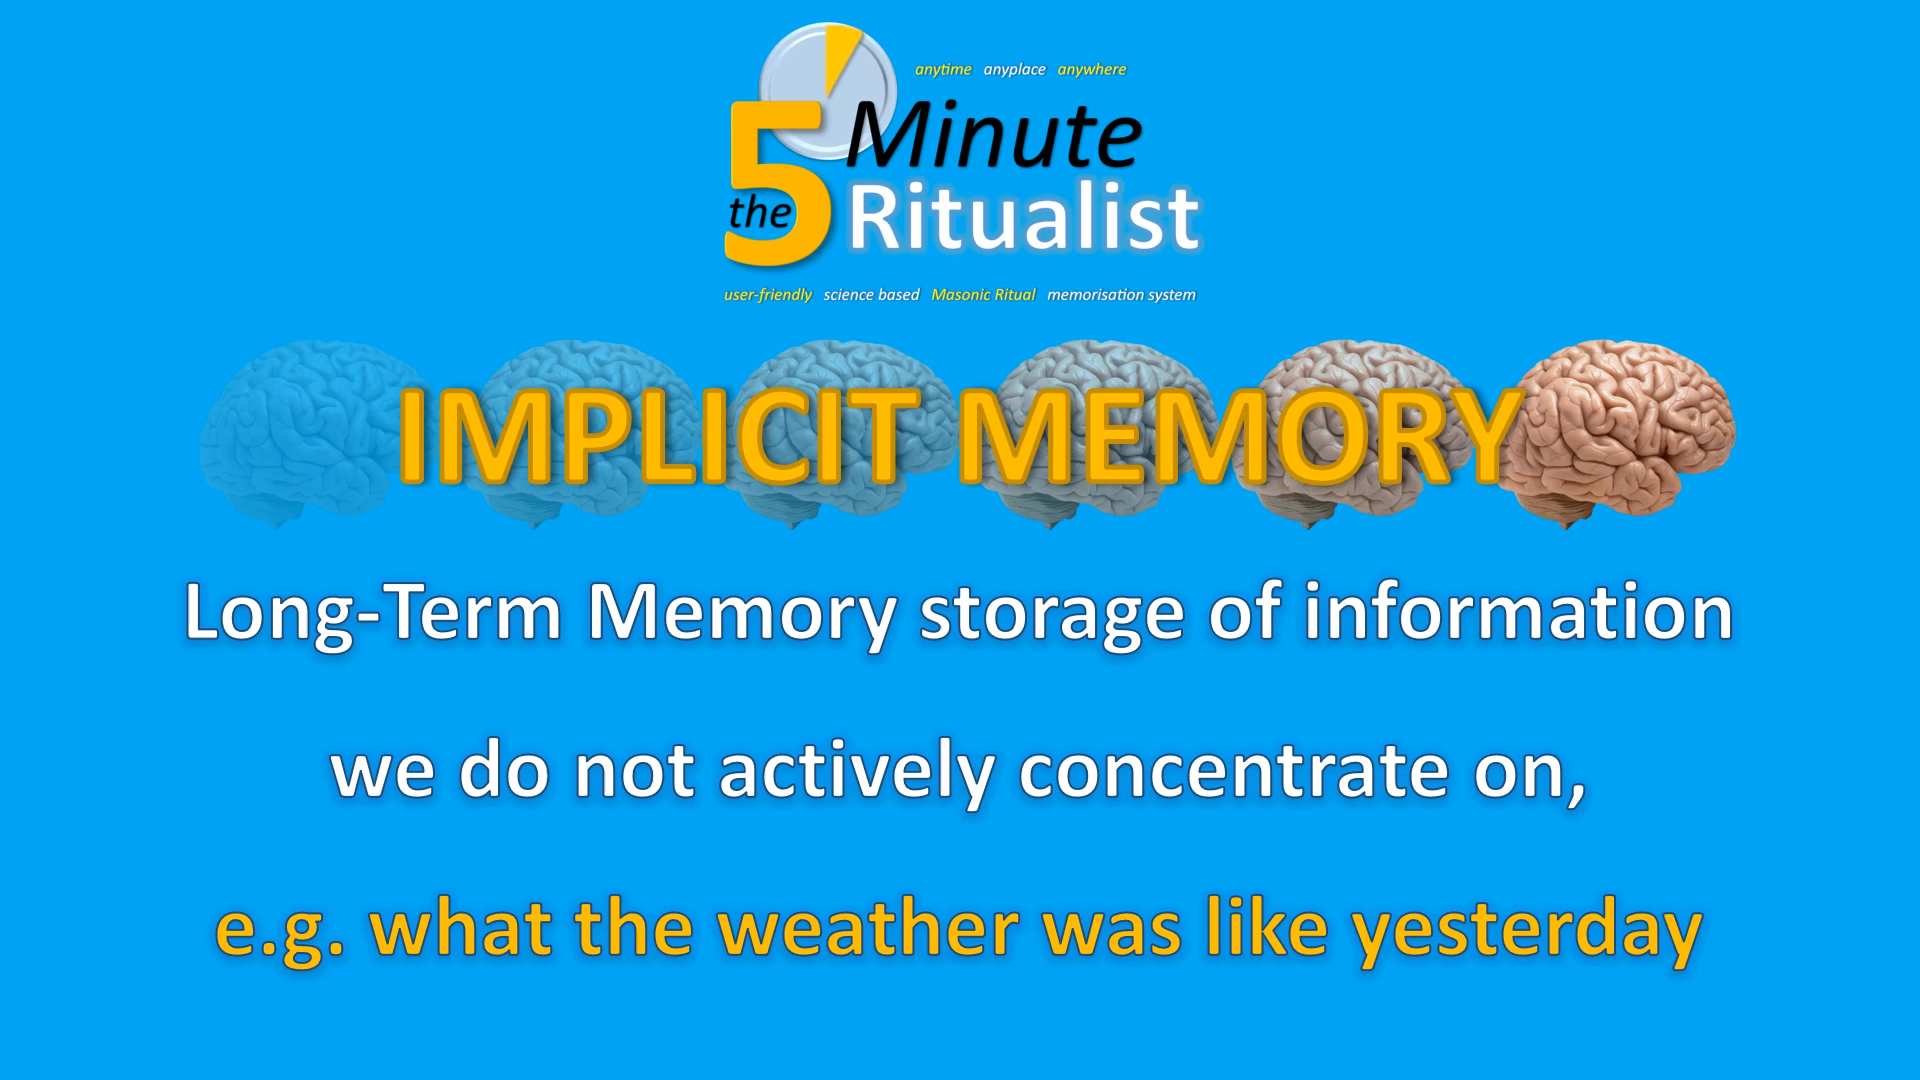 anytime anyplace anywhere
the 5 Minute
Ritualist
user-friendly science based Masonic Ritual memorisation system
IMPLICIT MEMORY
Long-Term Memory storage of information
we do not actively concentrate on,
e.g. what the weather was like yesterday